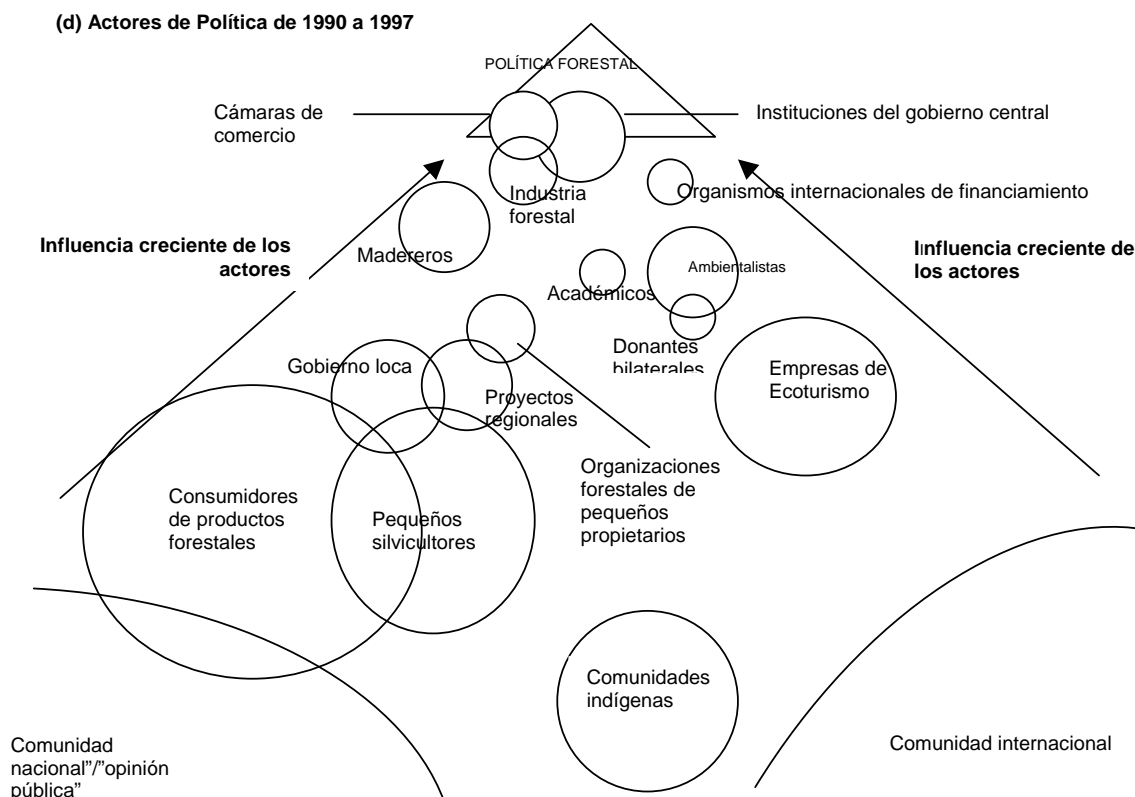 (d) Actores de Política de 1990 a 1997
POLÍTICA FORESTAL
Cámaras de
comercio
Instituciones del gobierno central
Industria
forestal
Organismos internacionales de financiamiento
Influencia creciente de los
actores
Madereros
Ambientalistas
Influencia creciente de
los actores
Académicos
Donantes
bilaterales
Gobierno loca
Empresas de
Ecoturismo
Proyectos
regionales
Organizaciones
forestales de
pequeños
propietarios
Consumidores
de productos
forestales
Pequeños
silvicultores
Comunidades
indígenas
Comunidad
nacional”/”opinión
pública”
Comunidad internacional